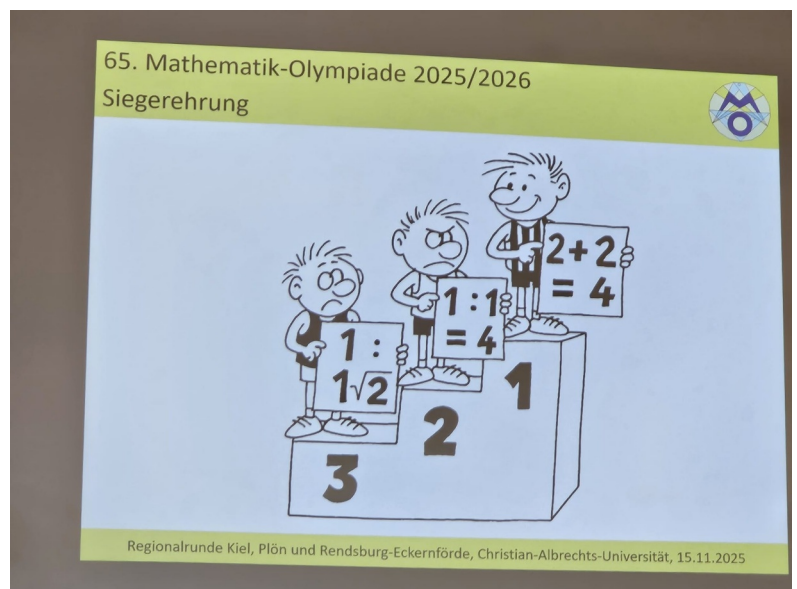 65. Mathematik-Olympiade 2025/2026
Siegerehrung
MO
2+2
= 4
1:1
= 4
1:
1√2
1
2
3
Regionalrunde Kiel, Plön und Rendsburg-Eckernförde, Christian-Albrechts-Universität, 15.11.2025